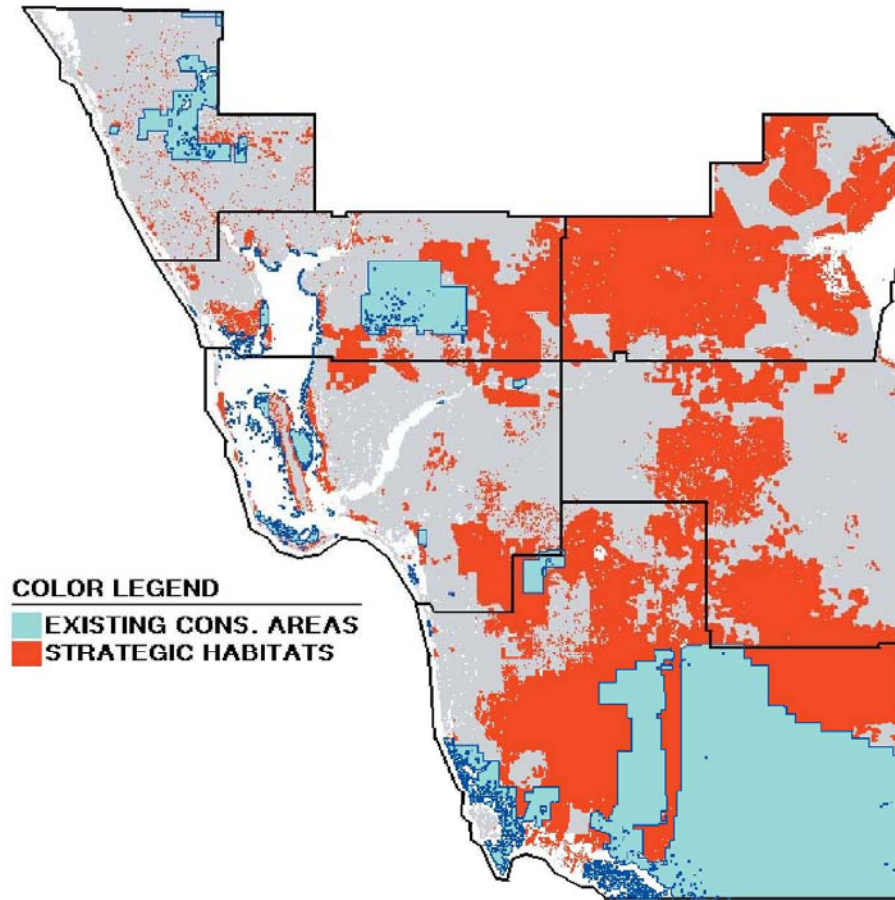 COLOR LEGEND
EXISTING CONS. AREAS
STRATEGIC HABITATS